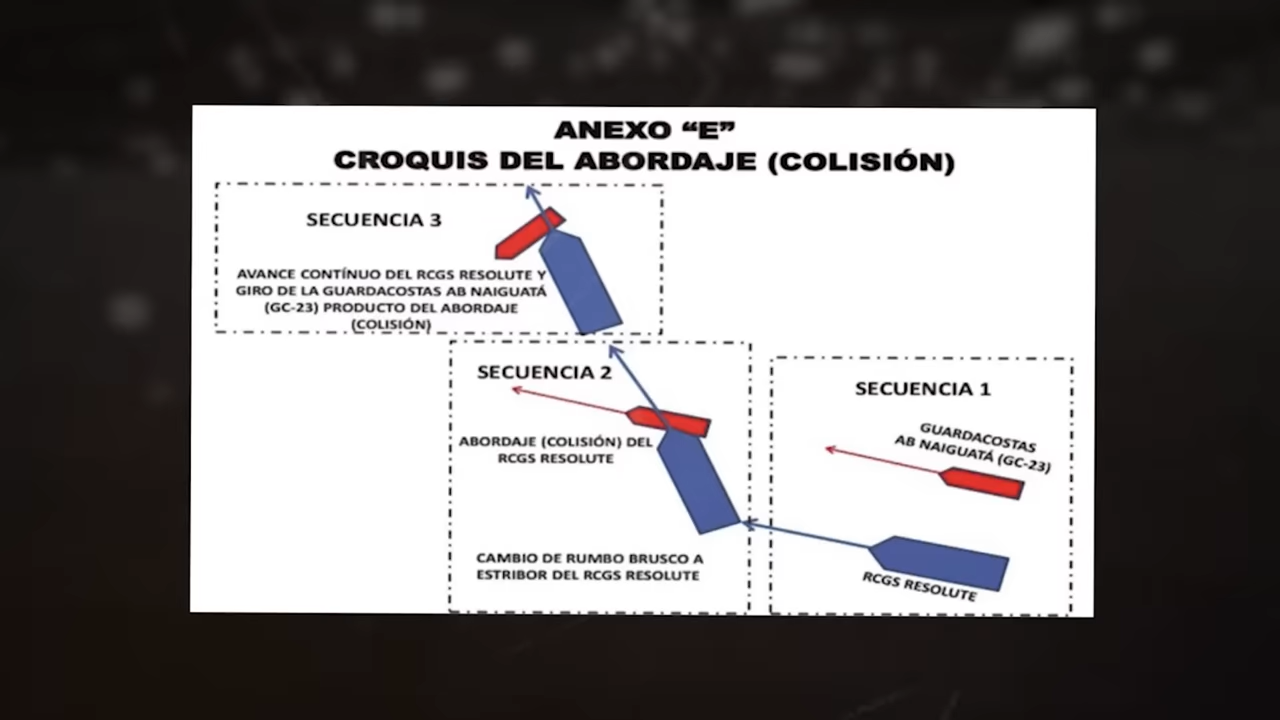 ANEXO “E”
CROQUIS DEL ABORDAJE (COLISIÓN)
SECUENCIA 3
AVANCE CONTÍNUO DEL RCGS RESOLUTE Y
GIRO DE LA GUARDACOSTAS AB NAIGUATÁ
(GC-23) PRODUCTO DEL ABORDAJE
(COLISIÓN)
SECUENCIA 2
ABORDAJE (COLISIÓN) DEL
RCGS RESOLUTE
CAMBIO DE RUMBO BRUSCO A
ESTRIBOR DEL RCGS RESOLUTE
SECUENCIA 1
GUARDACOSTAS
AB NAIGUATÁ (GC-23)
RCGS RESOLUTE